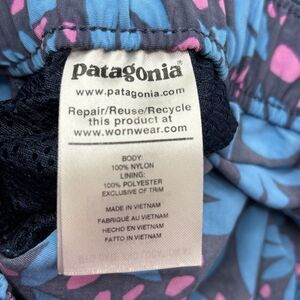 patagonia®
www.patagonia.com
Repair/Reuse/Recycle
this product at
www.wornwear.com
BODY:
100% NYLON
LINING:
100% POLYESTER
EXCLUSIVE OF TRIM
MADE IN VIETNAM
FABRIQUÉ AU VIETNAM
HECHO EN VIETNAM
FATTO IN VIETNAM